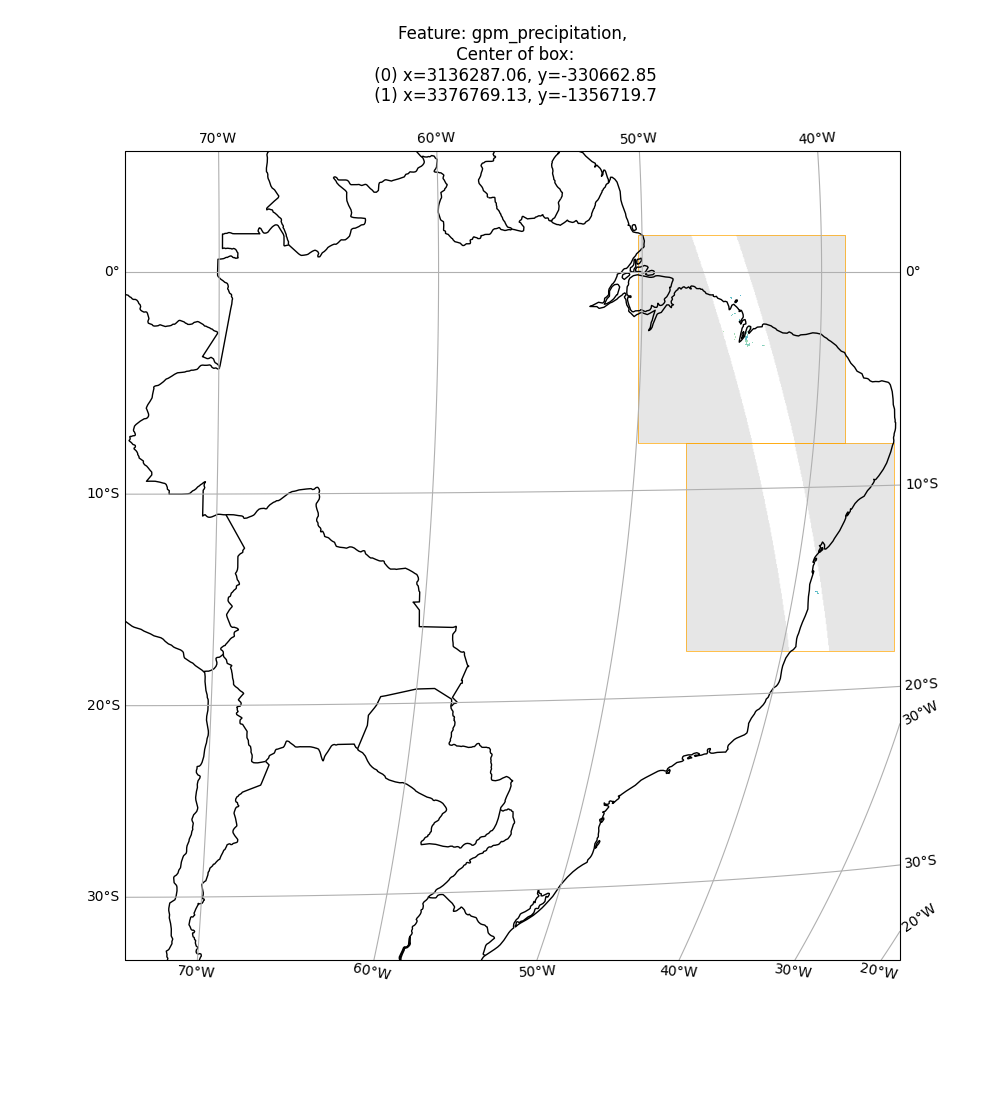 Feature: gpm_precipitation,
Center of box:
(0) x=3136287.06, y=-330662.85
(1) x=3376769.13, y=-1356719.7
70°W 60°W 50°W 40°W
0° 0°
10°S 10°S
20°S 20°S
30°W
30°S 30°S
20°W
70°W 60°W 50°W 40°W 30°W 20°W